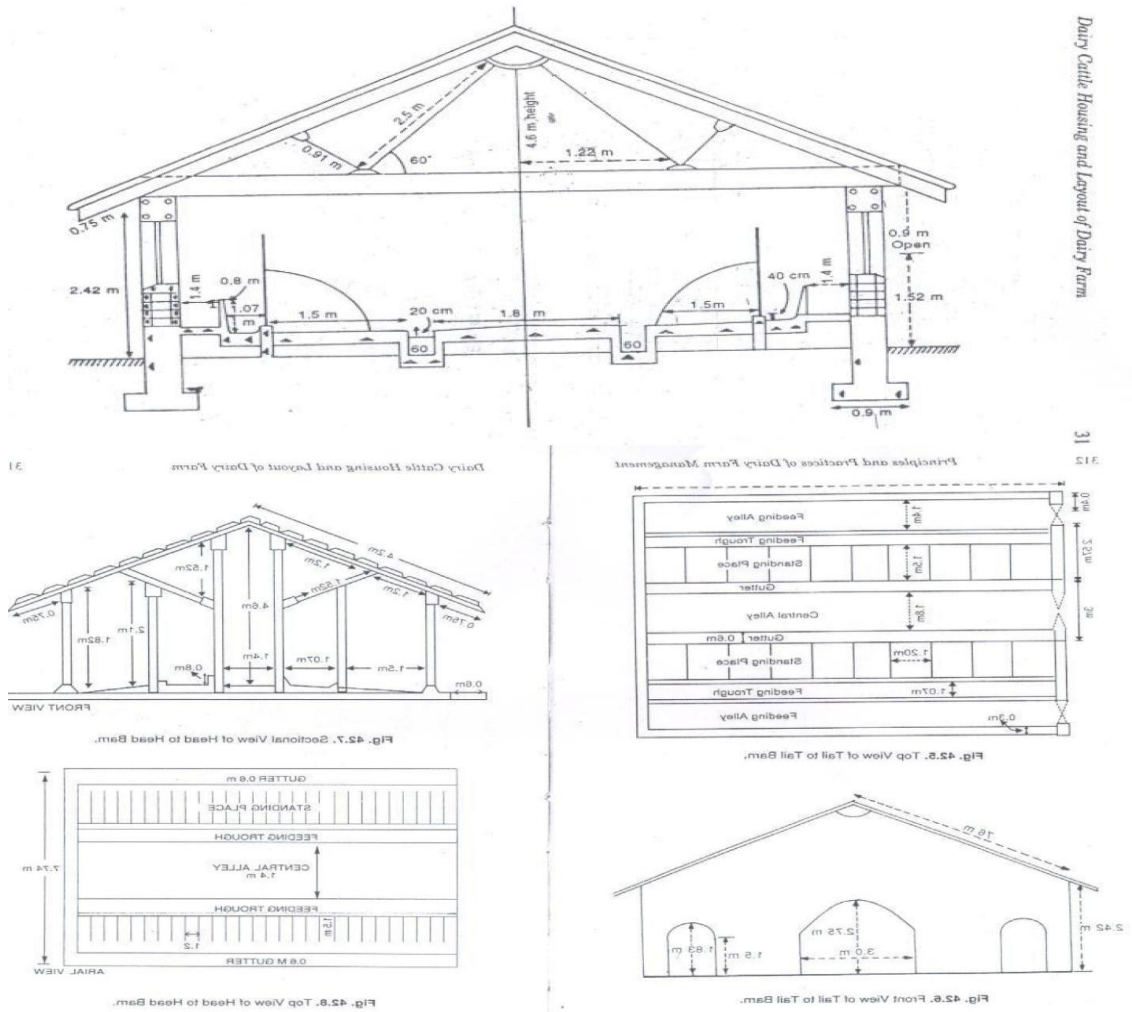 Dairy Cattle Housing and Layout of Dairy Farm
31
2.5 m
0.91 m
60°
4.6 m, height
1.22 m
0.75 m
2.42 m
1.4 m
0.8 m
1.07
m
1.5 m
20 cm
1.8 m
60
60
1.5m
40 cm
1.4 m
0.9 m
Open
1.52 m
0.9 m
31
Dairy Cattle Housing and Layout of Dairy Farm
4.2m
1.2m
1.2m
1.52m
1.52m
4.6m
0.75m
0.75m
1.82m
2.1m
0.8m
1.4m
1.07m
1.5m
0.6m
FRONT VIEW
Fig. 42.7. Sectional View of Head to Head Barn.
GUTTER 0.6 m
STANDING PLACE
FEEDING TROUGH
CENTRAL ALLEY
1.4 m
7.74 m
FEEDING TROUGH
1.5m
1.2
0.6 M GUTTER
ARIAL VIEW
Fig. 42.8. Top View of Head to Head Barn.
312
Principles and Practices of Dairy Farm Management
Feeding Alley
1.4m
0.4m
Feeding Trough
Standing Place
1.5m
2.57m
Gutter
Central Alley
1.8m
3m
Gutter
0.6m
Standing Place
1.20m
Feeding Trough
1.07m
Feeding Alley
0.3m
Fig. 42.5. Top View of Tail to Tail Barn.
76 m
2.42 m
2.75 m
3.0 m
1.83 m
1.5 m
Fig. 42.6. Front View of Tail to Tail Barn.